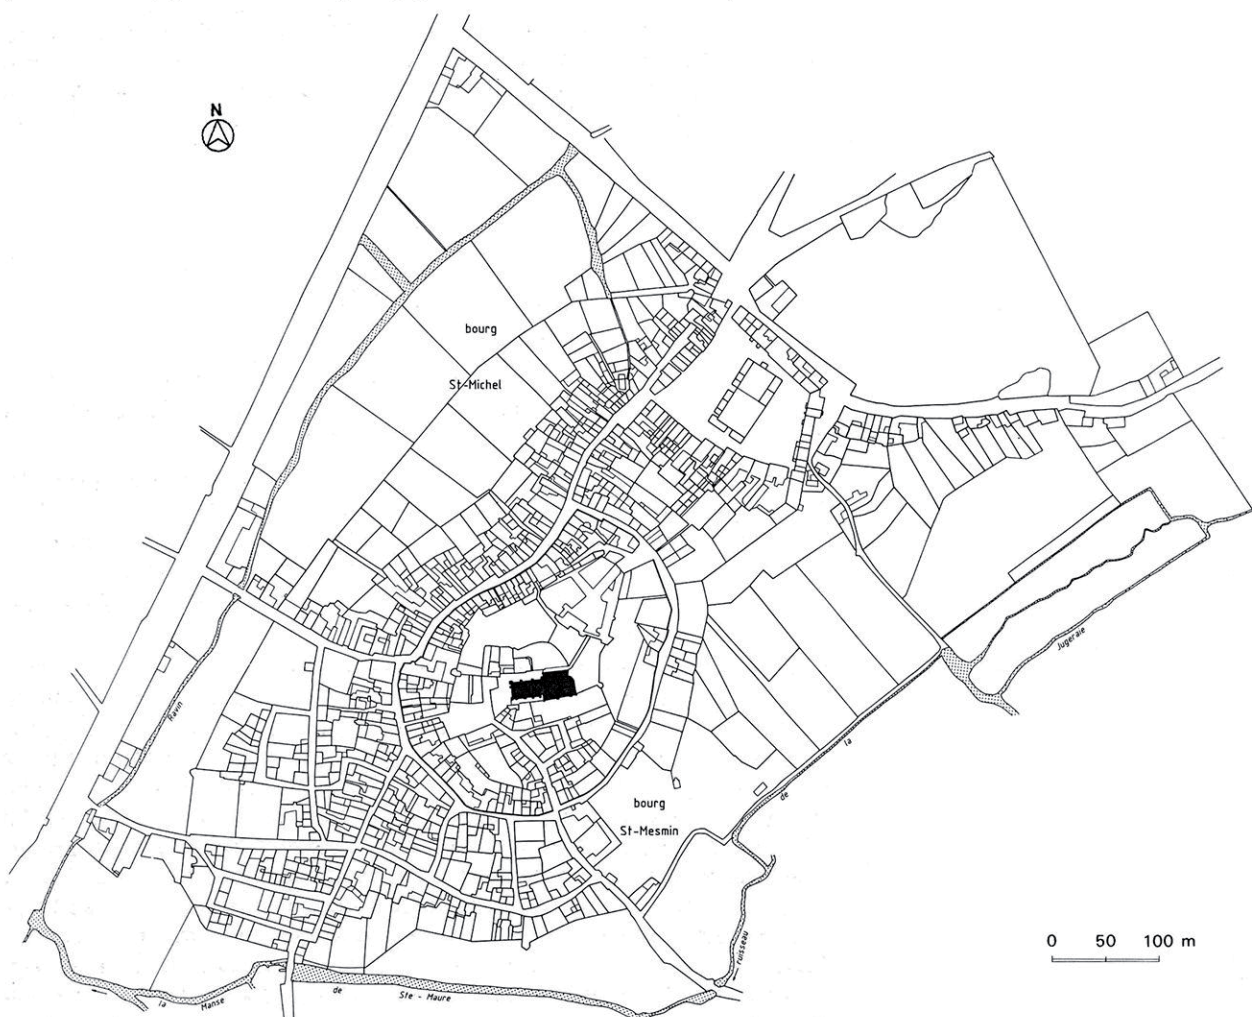 N
bourg
St-Michel
Jugeraie
Ravin
la
de
bourg
St-Mesmin
ruisseau
0 50 100 m
la Manse de Ste - Maure